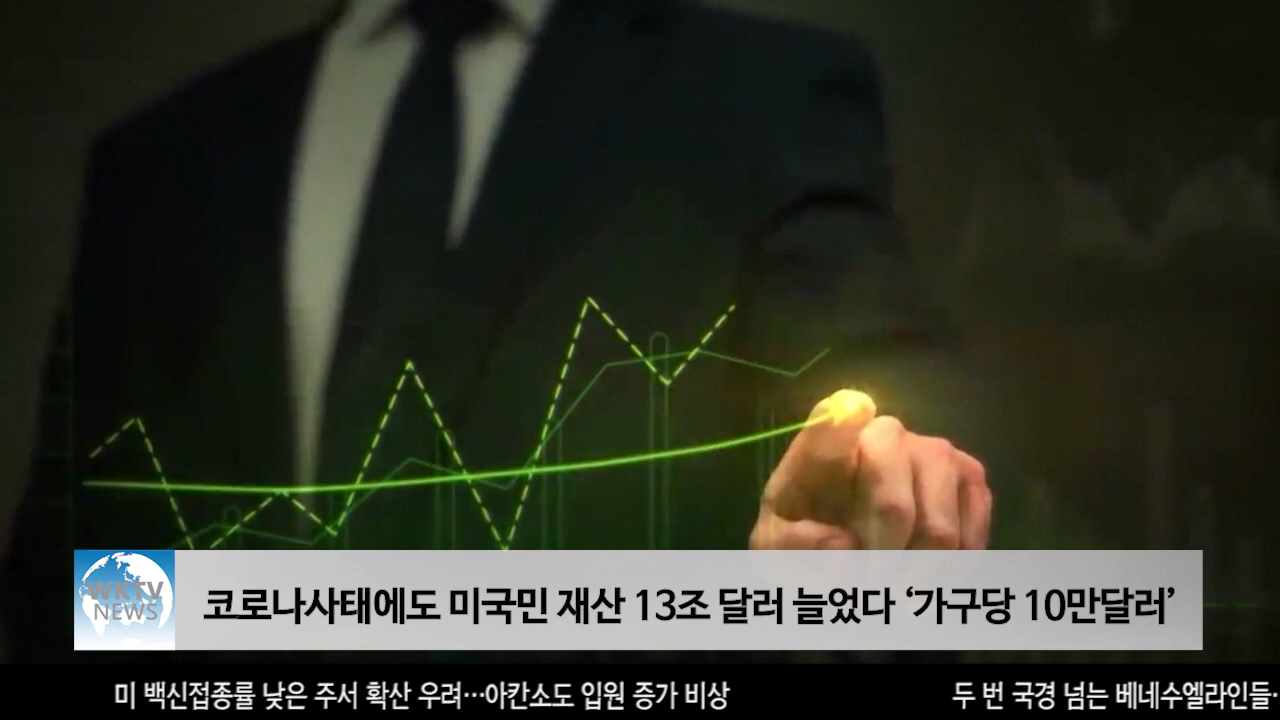 WKTV
NEWS
코로나사태에도 미국민 재산 13조 달러 늘었다 ‘가구당 10만달러’
미 백신접종률 낮은 주서 확산 우려…아칸소도 입원 증가 비상
두 번 국경 넘는 베네수엘라인들